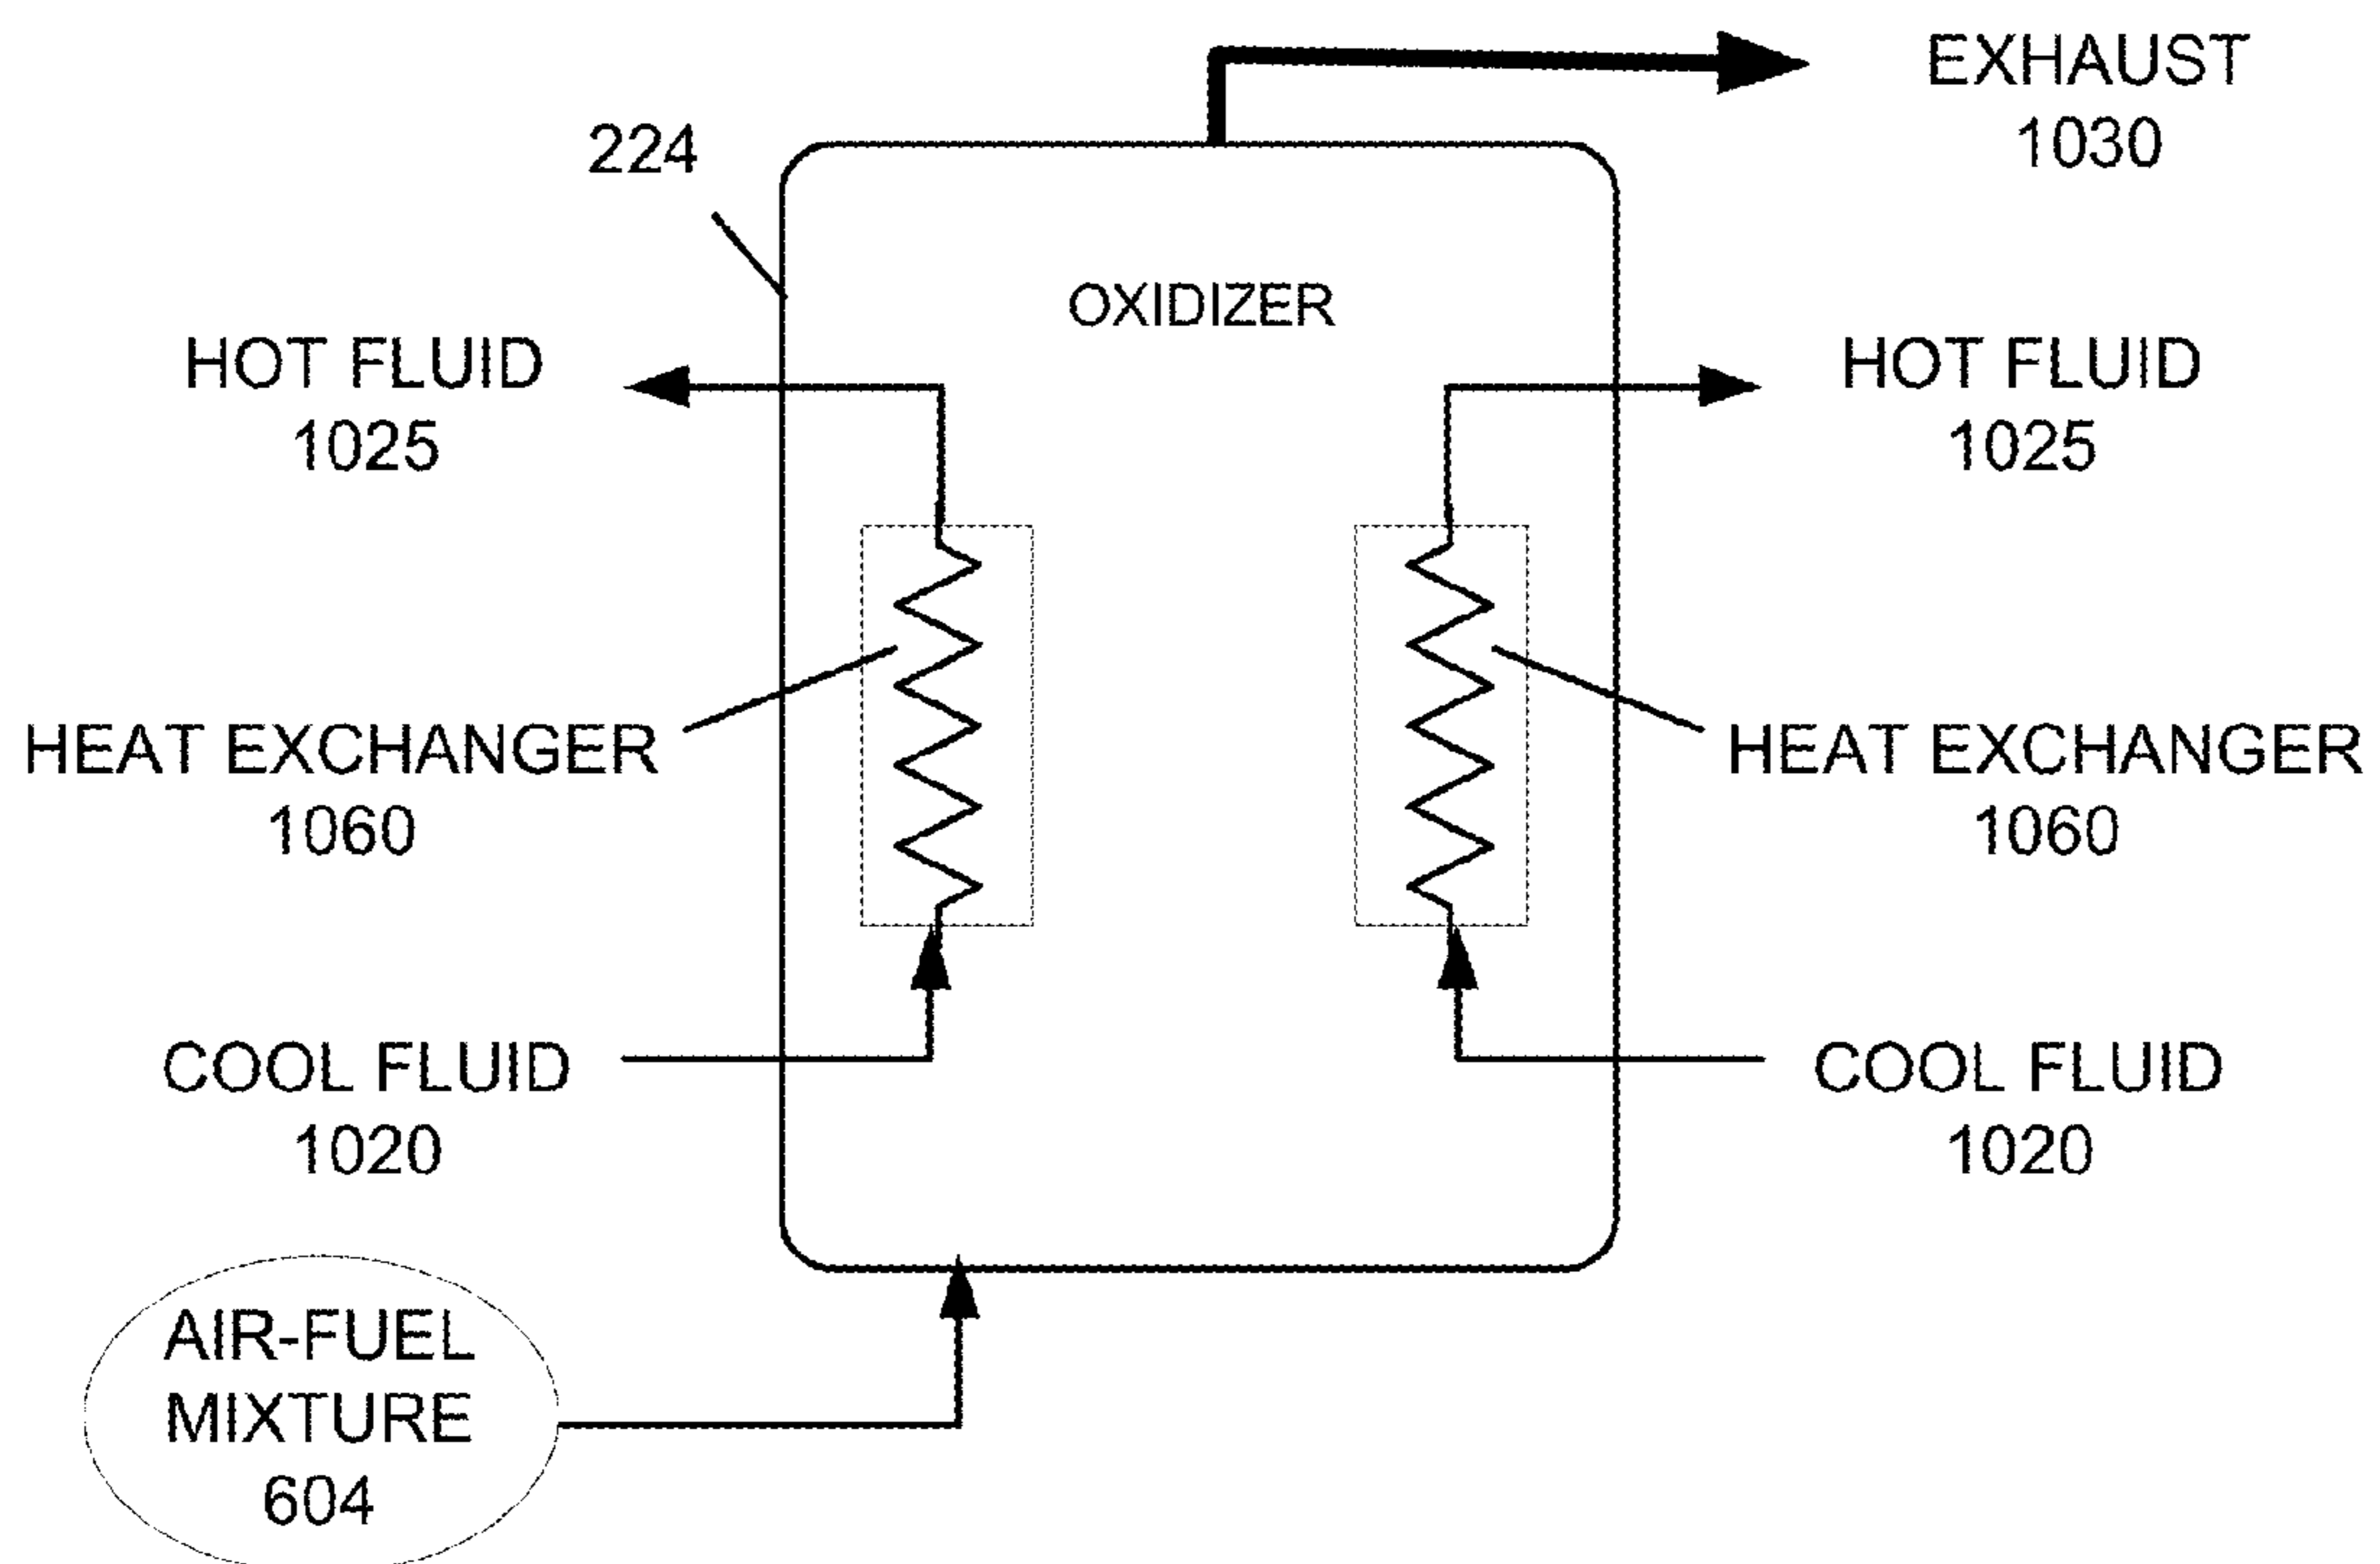 EXHAUST
1030
224
OXIDIZER
HOT FLUID
1025
HOT FLUID
1025
HEAT EXCHANGER
1060
HEAT EXCHANGER
1060
COOL FLUID
1020
COOL FLUID
1020
AIR-FUEL
MIXTURE
604